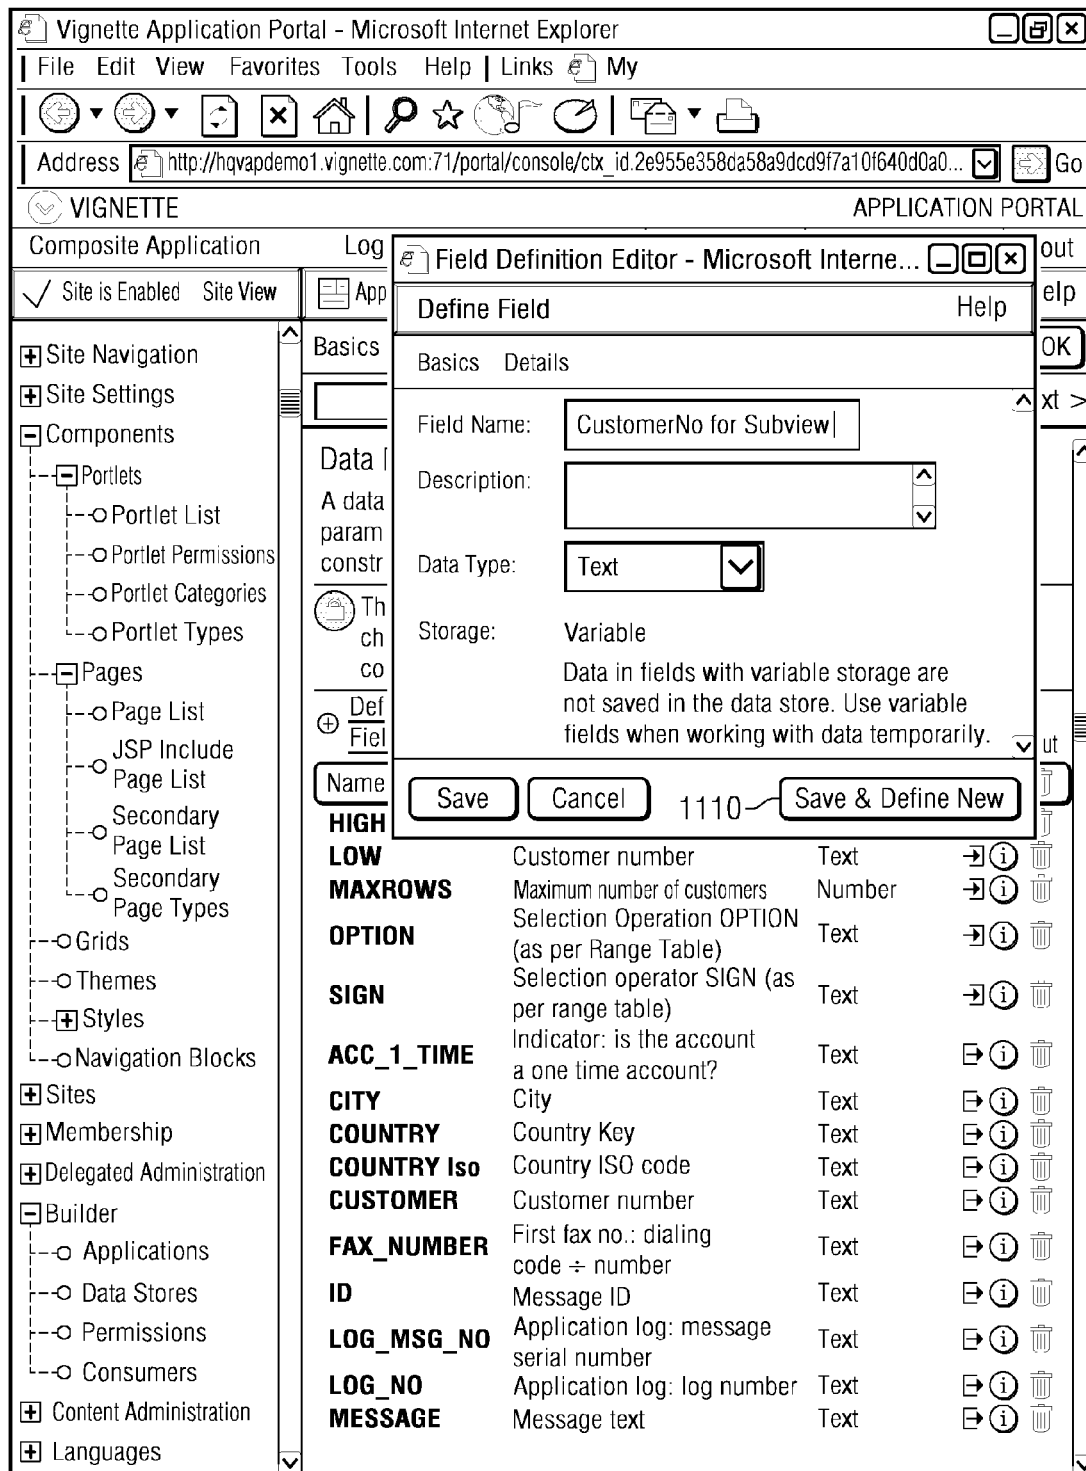 Vignette Application Portal - Microsoft Internet Explorer
File Edit View Favorites Tools Help Links My
Address http://hqvapdemo1.vignette.com:71/portal/console/ctx_id.2e955e358da58a9dcd9f7a10f640d0a0... Go
VIGNETTE APPLICATION PORTAL
Composite Application Log out
Site is Enabled Site View App elp
Site Navigation
Site Settings
Components
Portlets
Portlet List
Portlet Permissions
Portlet Categories
Portlet Types
Pages
Page List
JSP Include
Page List
Secondary
Page List
Secondary
Page Types
Grids
Themes
Styles
Navigation Blocks
Sites
Membership
Delegated Administration
Builder
Applications
Data Stores
Permissions
Consumers
Content Administration
Languages
Basics OK
xt >
Data
A data
param
constr
Th
ch
co
Def
Fiel ut
Name
Field Definition Editor - Microsoft Interne...
Define Field Help
Basics Details
Field Name: CustomerNo for Subview
Description:
Data Type: Text
Storage: Variable
Data in fields with variable storage are
not saved in the data store. Use variable
fields when working with data temporarily.
Save Cancel 1110 Save & Define New
HIGH
LOW Customer number Text
MAXROWS Maximum number of customers Number
OPTION Selection Operation OPTION
(as per Range Table) Text
SIGN Selection operator SIGN (as
per range table) Text
ACC_1_TIME Indicator: is the account
a one time account? Text
CITY City Text
COUNTRY Country Key Text
COUNTRY Iso Country ISO code Text
CUSTOMER Customer number Text
FAX_NUMBER First fax no.: dialing
code ÷ number Text
ID Message ID Text
LOG_MSG_NO Application log: message
serial number Text
LOG_NO Application log: log number Text
MESSAGE Message text Text